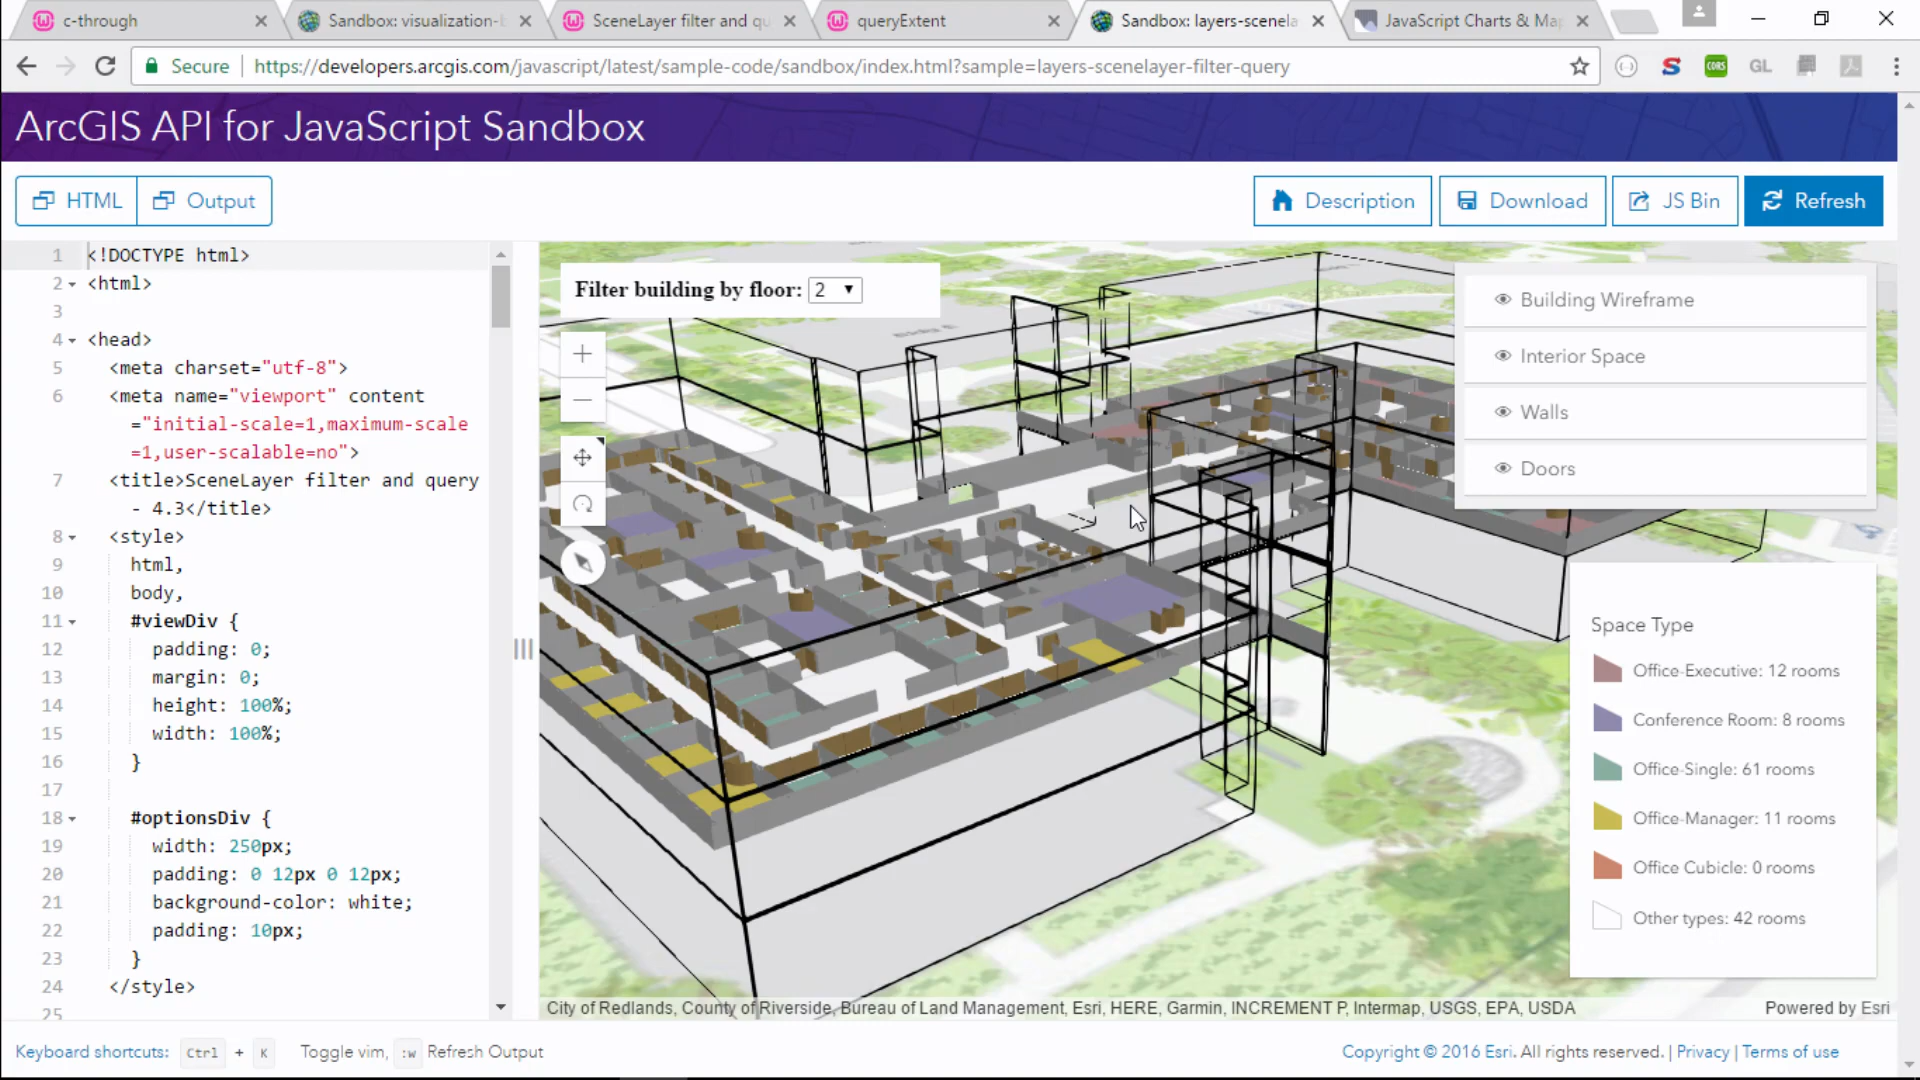 c-through
Sandbox: visualization-b
SceneLayer filter and qu
queryExtent
Sandbox: layers-scenela
JavaScript Charts & Map
Secure
https://developers.arcgis.com/javascript/latest/sample-code/sandbox/index.html?sample=layers-scenelayer-filter-query
CORS
GL
ArcGIS API for JavaScript Sandbox
HTML
Output
Description
Download
JS Bin
Refresh
1 <!DOCTYPE html>
2 <html>
3
4 <head>
5 <meta charset="utf-8">
6 <meta name="viewport" content
="initial-scale=1,maximum-scale
=1,user-scalable=no">
7 <title>SceneLayer filter and query
- 4.3</title>
8 <style>
9 html,
10 body,
11 #viewDiv {
12 padding: 0;
13 margin: 0;
14 height: 100%;
15 width: 100%;
16 }
17
18 #optionsDiv {
19 width: 250px;
20 padding: 0 12px 0 12px;
21 background-color: white;
22 padding: 10px;
23 }
24 </style>
25
Filter building by floor: 2
Building Wireframe
Interior Space
Walls
Doors
Space Type
Office-Executive: 12 rooms
Conference Room: 8 rooms
Office-Single: 61 rooms
Office-Manager: 11 rooms
Office Cubicle: 0 rooms
Other types: 42 rooms
City of Redlands, County of Riverside, Bureau of Land Management, Esri, HERE, Garmin, INCREMENT P, Intermap, USGS, EPA, USDA
Powered by Esri
Keyboard shortcuts: Ctrl + K Toggle vim, :w Refresh Output
Copyright © 2016 Esri. All rights reserved. | Privacy | Terms of use